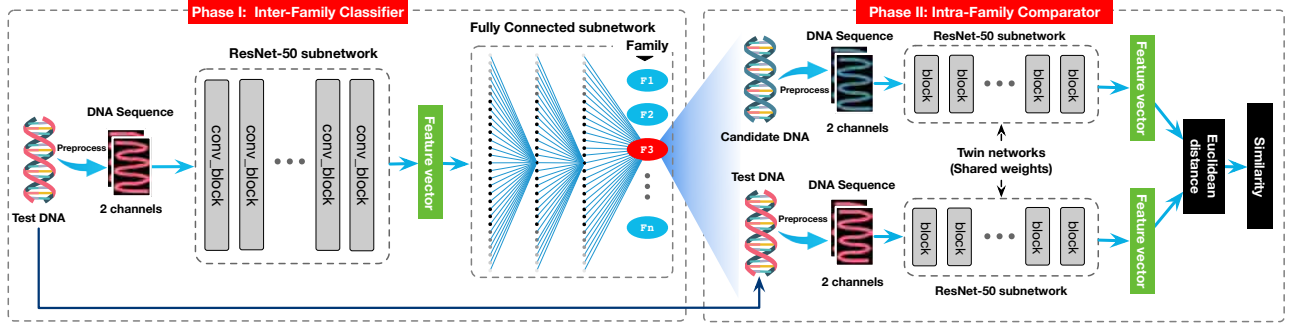 Phase I: Inter-Family Classifier
ResNet-50 subnetwork
Fully Connected subnetwork
Family
DNA Sequence
Preprocess
Test DNA
2 channels
conv_block
conv_block
conv_block
conv_block
Feature vector
F1
F2
F3
Fn
Phase II: Intra-Family Comparator
DNA Sequence
ResNet-50 subnetwork
Preprocess
Candidate DNA
2 channels
block
block
block
block
Feature vector
Twin networks
(Shared weights)
Test DNA
DNA Sequence
Preprocess
2 channels
block
block
block
block
ResNet-50 subnetwork
Feature vector
Euclidean
distance
Similarity